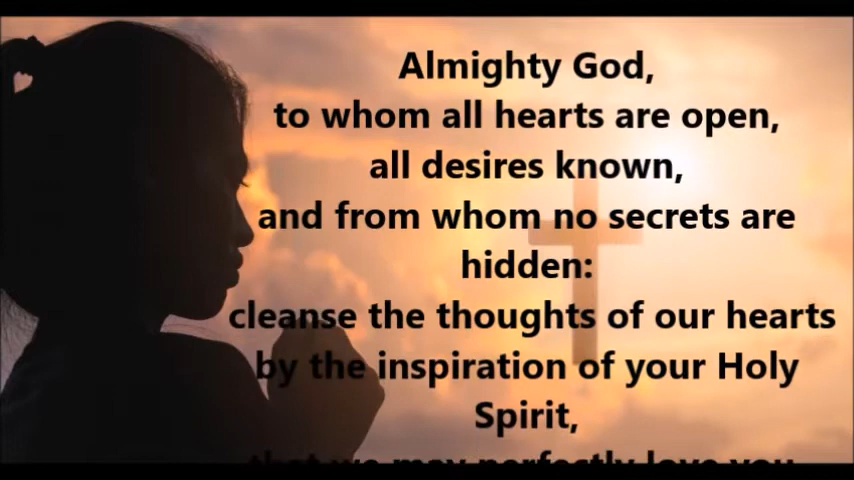 Almighty God,
to whom all hearts are open,
all desires known,
and from whom no secrets are
hidden:
cleanse the thoughts of our hearts
by the inspiration of your Holy
Spirit,
that we may perfectly love you